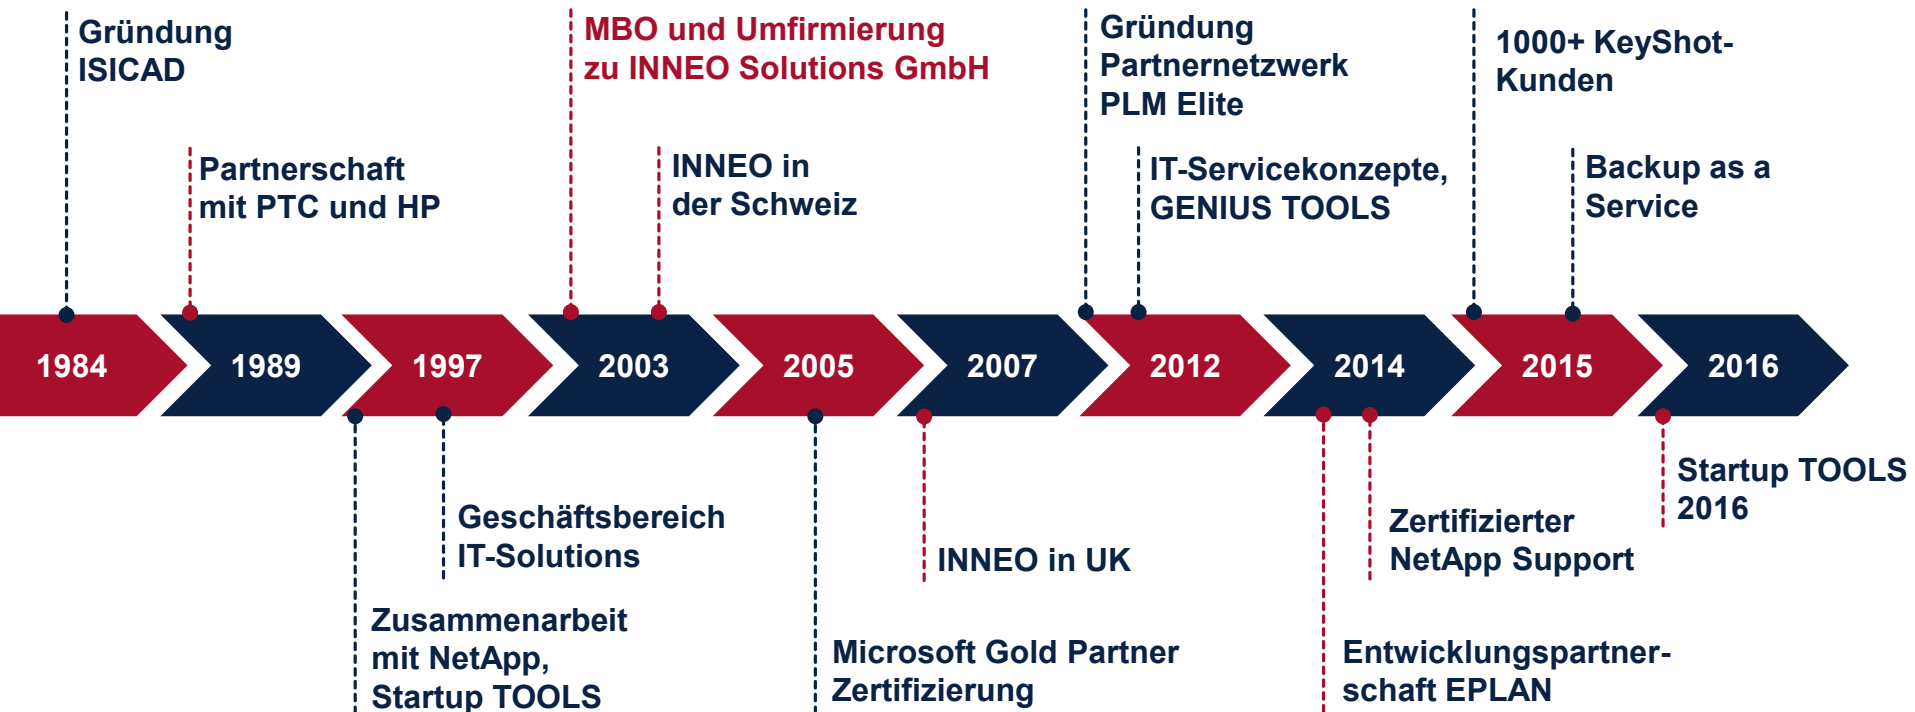 Gründung
ISICAD
MBO und Umfirmierung
zu INNEO Solutions GmbH
Gründung
Partnernetzwerk
PLM Elite
1000+ KeyShot-
Kunden
Partnerschaft
mit PTC und HP
INNEO in
der Schweiz
IT-Servicekonzepte,
GENIUS TOOLS
Backup as a
Service
1984
1989
1997
2003
2005
2007
2012
2014
2015
2016
Startup TOOLS
2016
Geschäftsbereich
IT-Solutions
INNEO in UK
Zertifizierter
NetApp Support
Zusammenarbeit
mit NetApp,
Startup TOOLS
Microsoft Gold Partner
Zertifizierung
Entwicklungspartner-
schaft EPLAN